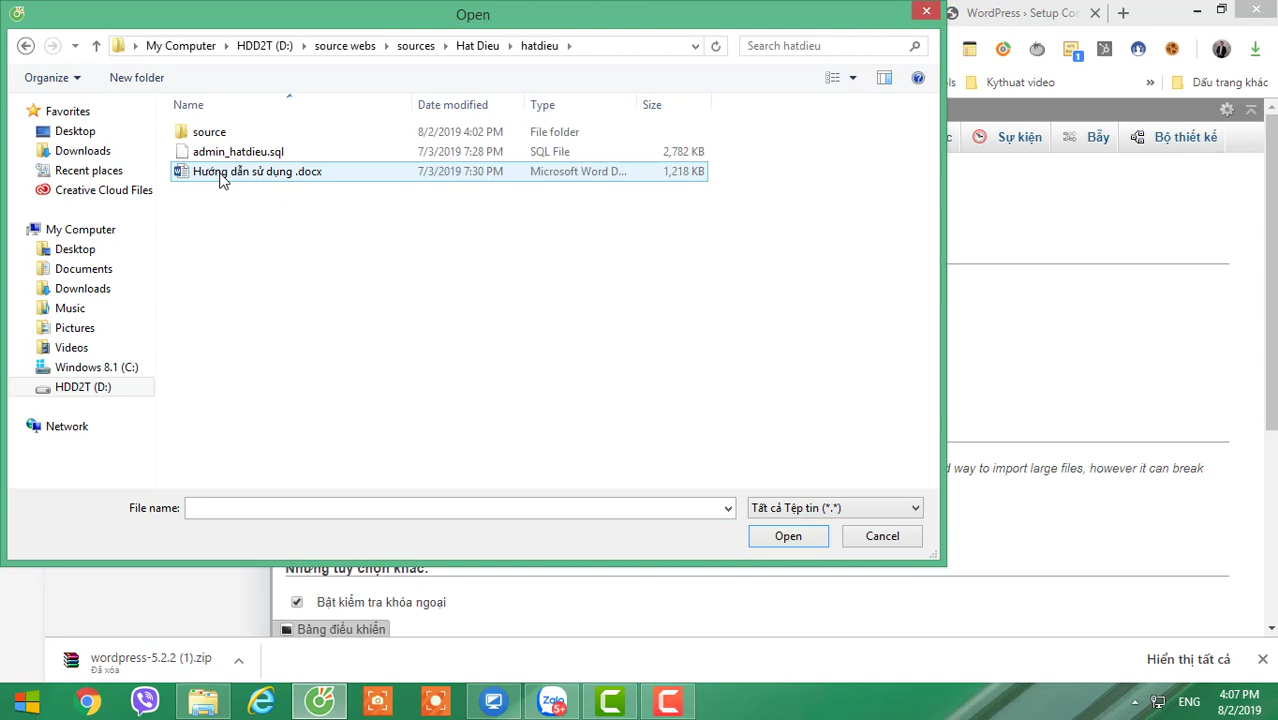 Open
WordPress › Setup Co
My Computer HDD2T (D:) source webs sources Hat Dieu hatdieu
Search hatdieu
Organize New folder
Kythuat video » Dấu trang khác
Name Date modified Type Size
Favorites
Desktop
Downloads
Recent places
Creative Cloud Files
My Computer
Desktop
Documents
Downloads
Music
Pictures
Videos
Windows 8.1 (C:)
HDD2T (D:)
Network
source 8/2/2019 4:02 PM File folder
admin_hatdieu.sql 7/3/2019 7:28 PM SQL File 2,782 KB
Hướng dẫn sử dụng .docx 7/3/2019 7:30 PM Microsoft Word D... 1,218 KB
Sự kiện Bẫy Bộ thiết kế
d way to import large files, however it can break
File name: Tất cả Tệp tin (*.*)
Open Cancel
Những tùy chọn khác:
Bật kiểm tra khóa ngoại
Bảng điều khiển
wordpress-5.2.2 (1).zip
Đã xóa
Hiển thị tất cả
Zalo
5+
ENG
4:07 PM
8/2/2019